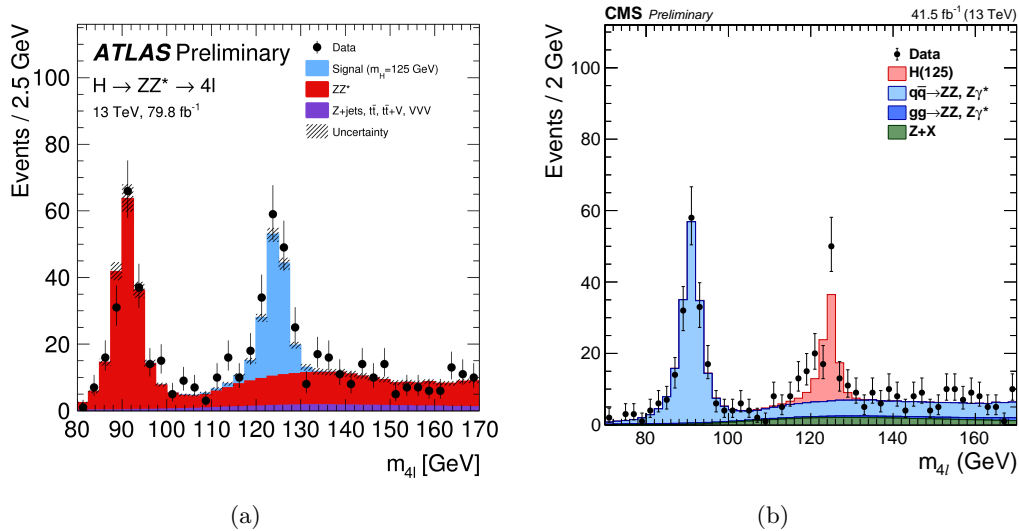 ATLAS Preliminary
H → ZZ* → 4l
13 TeV, 79.8 fb⁻¹
Data
Signal (m_H=125 GeV)
ZZ*
Z+jets, tt̄, tt̄+V, VVV
Uncertainty
Events / 2.5 GeV
100
80
60
40
20
0
80 90 100 110 120 130 140 150 160 170
m_4l [GeV]
(a)
CMS Preliminary
41.5 fb⁻¹ (13 TeV)
Data
H(125)
qq̄→ZZ, Zγ*
gg→ZZ, Zγ*
Z+X
Events / 2 GeV
100
80
60
40
20
0
80 100 120 140 160
m_4l (GeV)
(b)